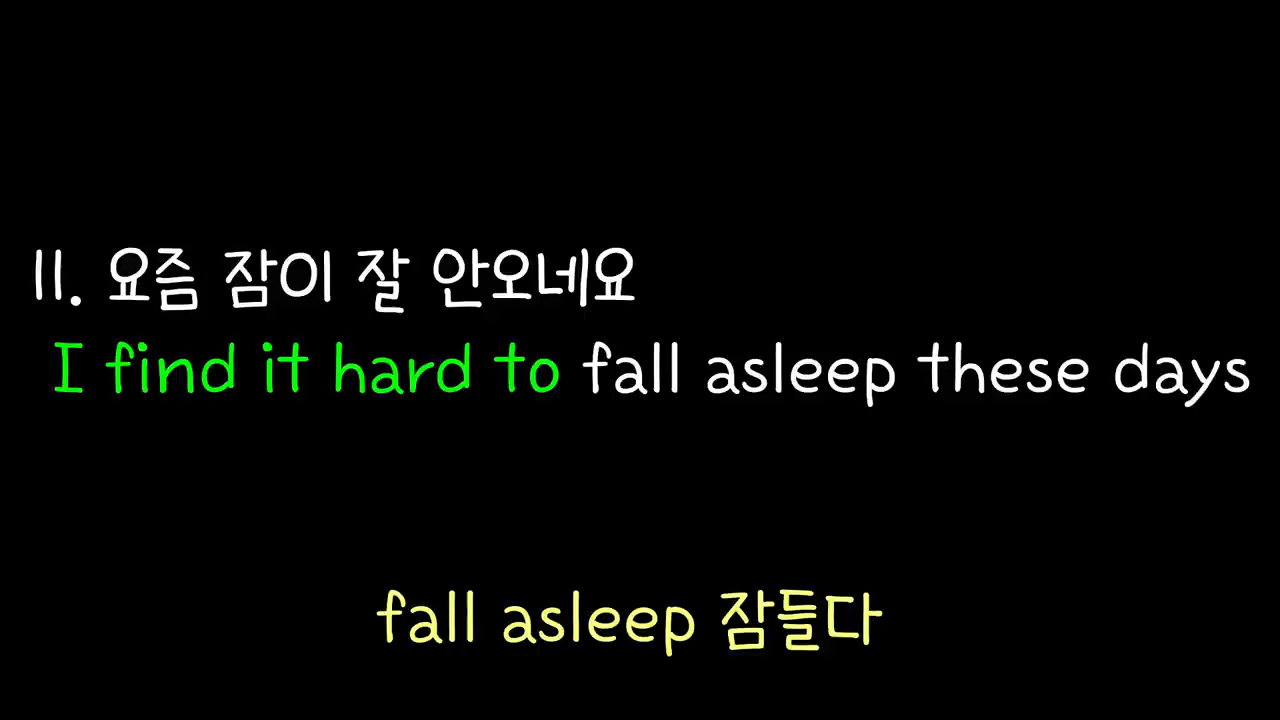 11. 요즘 잠이 잘 안오네요
I find it hard to fall asleep these days
fall asleep 잠들다